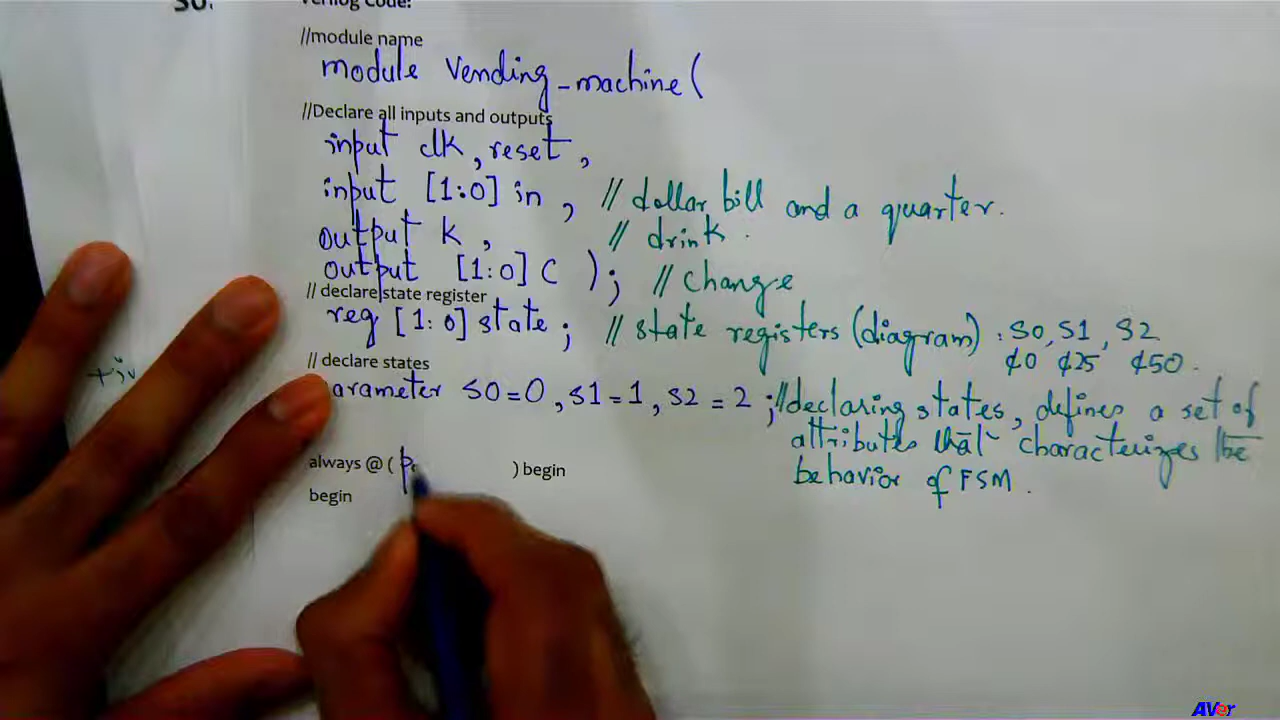 Verilog Code:
//module name
module Vending_machine(
//Declare all inputs and outputs
input clk, reset,
input [1:0] in, // dollar bill and a quarter.
output k, // drink.
output [1:0] C ); // Change
// declare state register
reg [1:0] state; // state registers (diagram) : S0, S1, S2
¢0 ¢25 ¢50.
// declare states
parameter S0=0, S1=1, S2=2; //declaring states, defines a set of
attributes that characterizes the
behavior of FSM.
always @ ( ) begin
begin
AVer